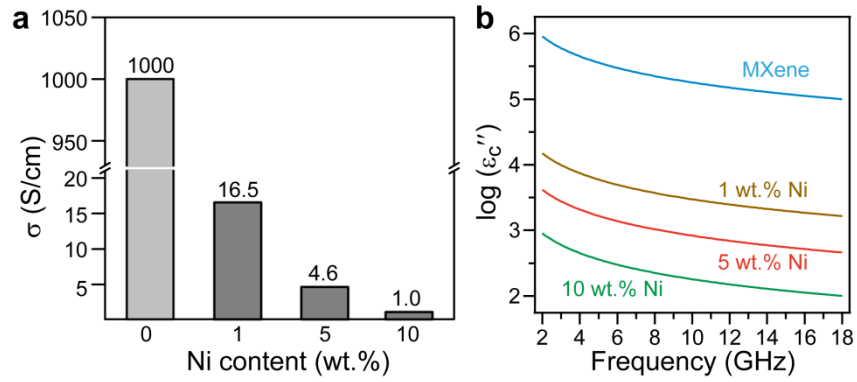 a
1050
1000
950
20
15
10
5
σ (S/cm)
1000
16.5
4.6
1.0
0 1 5 10
Ni content (wt.%)
b
6
5
4
3
2
log (εc″)
MXene
1 wt.% Ni
5 wt.% Ni
10 wt.% Ni
2 4 6 8 10 12 14 16 18
Frequency (GHz)